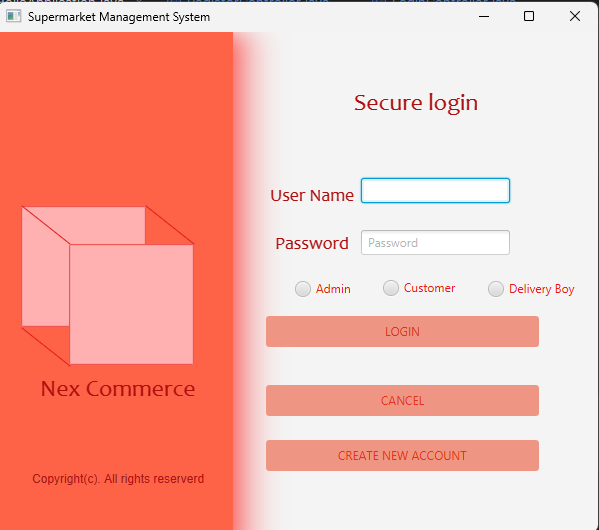 Supermarket Management System
Secure login
User Name
Password Password
Admin Customer Delivery Boy
LOGIN
Nex Commerce
CANCEL
CREATE NEW ACCOUNT
Copyright(c). All rights reserverd